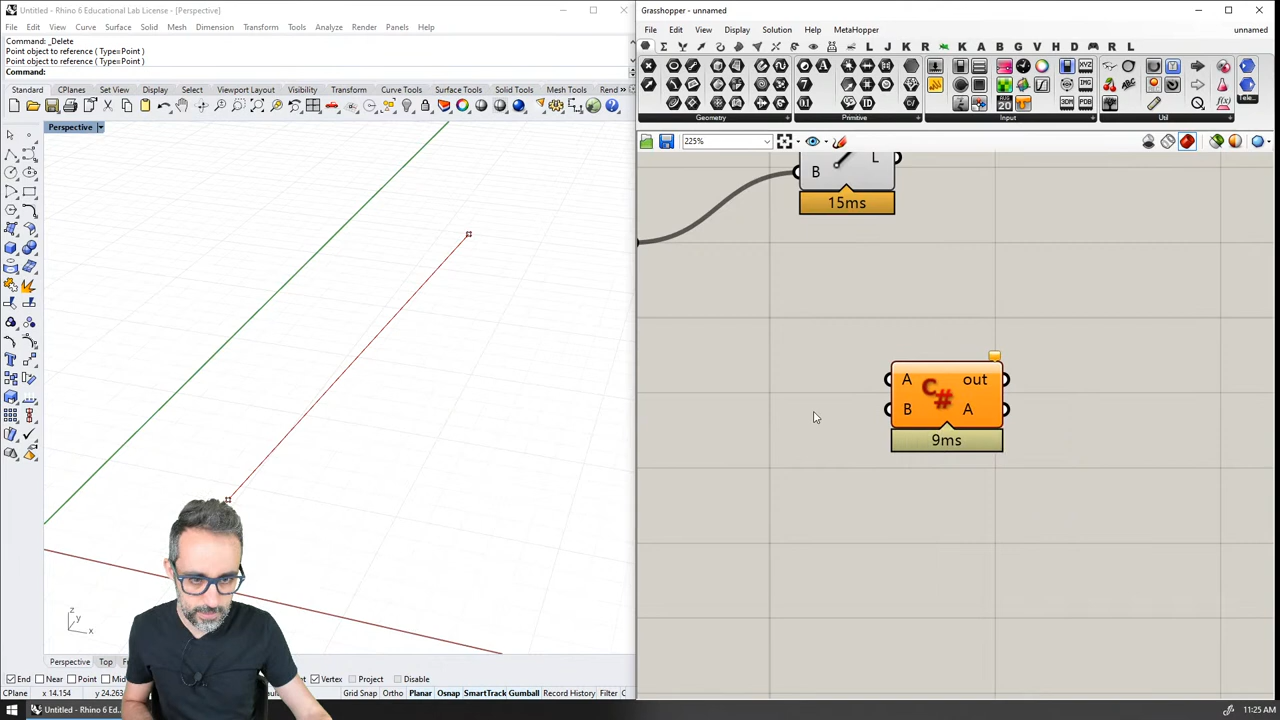 Untitled - Rhino 6 Educational Lab License - [Perspective]
File Edit View Curve Surface Solid Mesh Dimension Transform Tools Analyze Render Panels Help
Command: _Delete
Point object to reference ( Type=Point )
Point object to reference ( Type=Point )
Command:
Standard CPlanes Set View Display Select Viewport Layout Visibility Transform Curve Tools Surface Tools Solid Tools Mesh Tools Rend »
Perspective
z
y
x
Perspective Top
End Near Point Mid Vertex Project Disable
CPlane x 14.154 y 24.263 Grid Snap Ortho Planar Osnap SmartTrack Gumball Record History Filter C
Untitled - Rhino 6 Ed...
Grasshopper - unnamed
File Edit View Display Solution Help MetaHopper unnamed
L J K R K A B G V H D R L
Geometry Primitive Input Util Tele...
225%
L
B
15ms
A out
C#
B A
9ms
11:25 AM